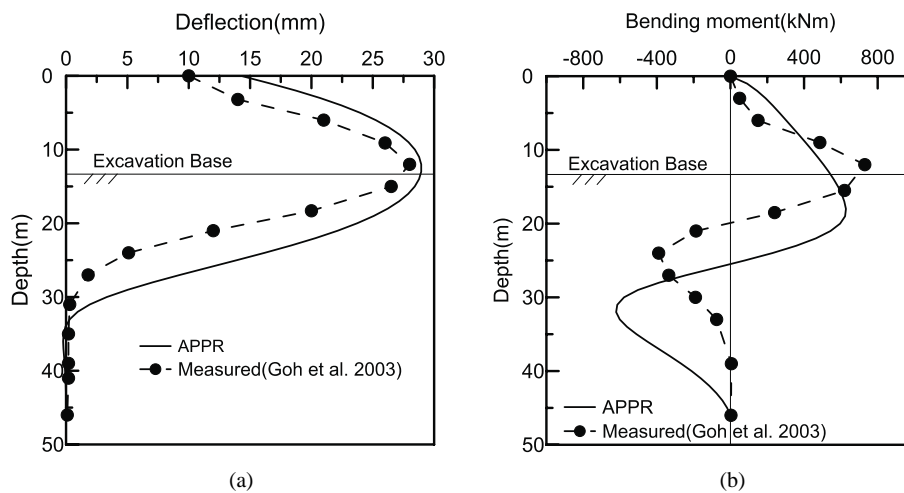 Deflection(mm)
0 5 10 15 20 25 30
0
10
20
30
40
50
Depth(m)
Excavation Base
APPR
Measured(Goh et al. 2003)
(a)
Bending moment(kNm)
-800 -400 0 400 800
0
10
20
30
40
50
Depth(m)
Excavation Base
APPR
Measured(Goh et al. 2003)
(b)